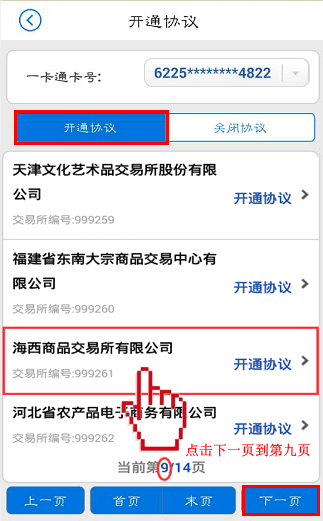 开通协议
一卡通卡号:
6225********4822
开通协议
关闭协议
天津文化艺术品交易所股份有限
公司
开通协议
交易所编号:999259
福建省东南大宗商品交易中心有
限公司
开通协议
交易所编号:999260
海西商品交易所有限公司
开通协议
交易所编号:999261
河北省农产品电子商务有限公司
开通协议
交易所编号:999262
点击下一页到第九页
当前第9/14页
上一页
首页
末页
下一页